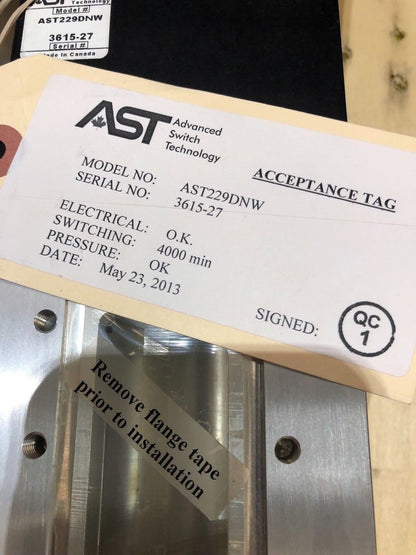 AST Technology
Model #
AST229DNW
3615-27
Serial #
Made In Canada
AST Advanced
Switch
Technology
ACCEPTANCE TAG
MODEL NO: AST229DNW
SERIAL NO: 3615-27
ELECTRICAL: O.K.
SWITCHING: 4000 min
PRESSURE: OK
DATE: May 23, 2013
SIGNED: QC
1
Remove flange tape
prior to installation